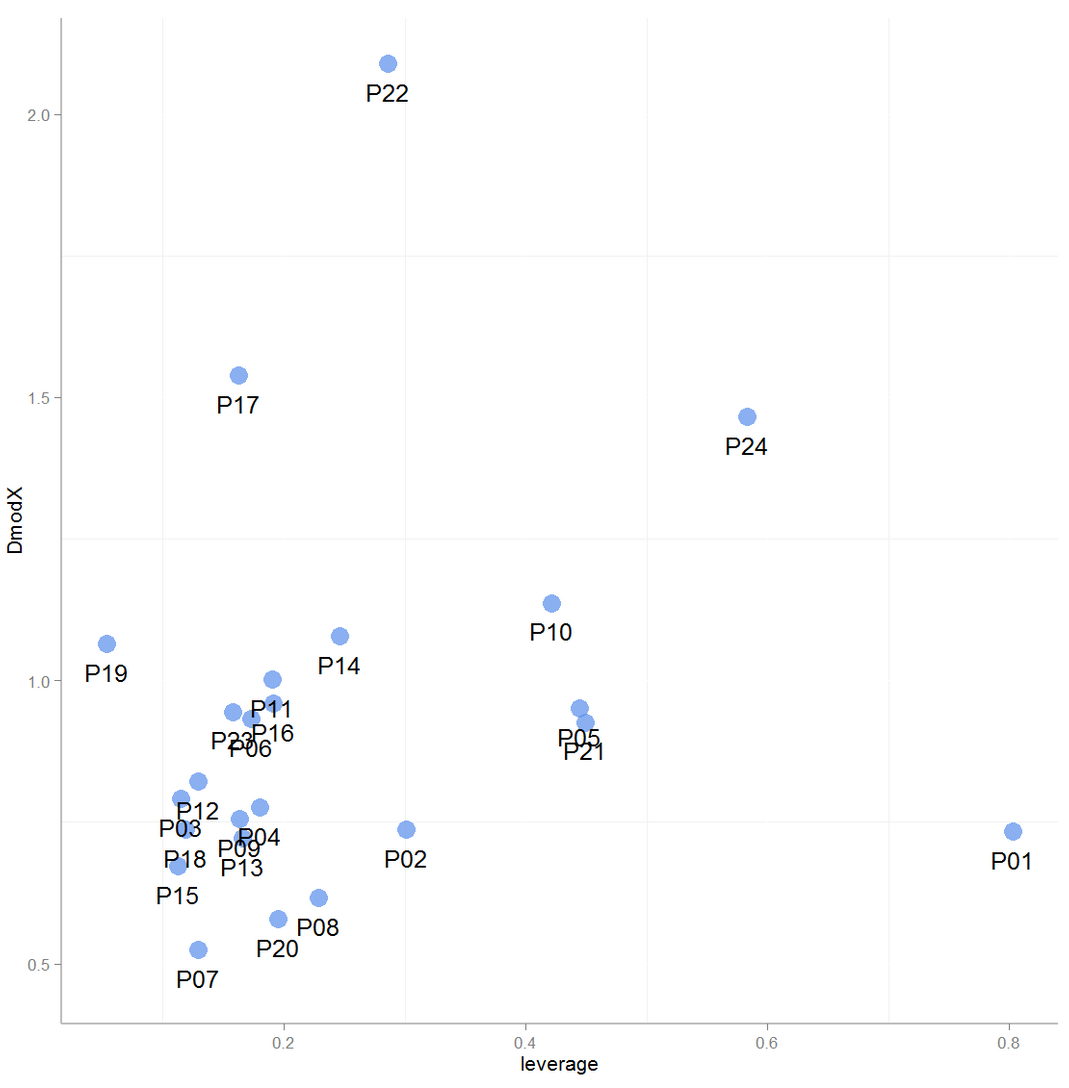 P22
2.0
P17
1.5
P24
DmodX
P10
P14
P19
1.0
P11
P16
P23
P06
P05
P21
P12
P03
P04
P09
P18
P13
P02
P01
P15
P08
P20
P07
0.5
0.2
0.4
0.6
0.8
leverage